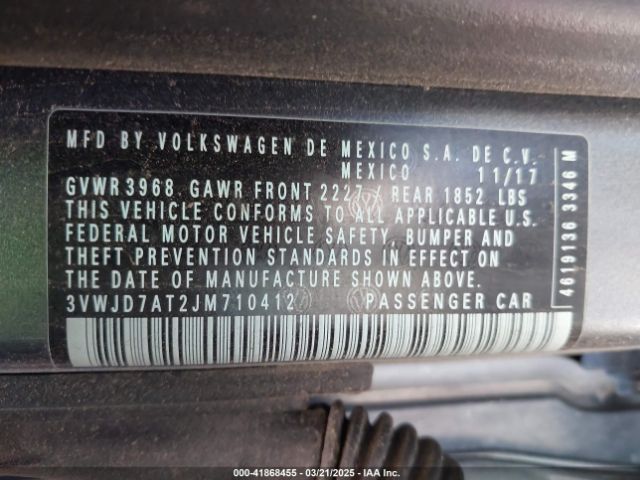 MFD BY VOLKSWAGEN DE MEXICO S.A. DE C.V.
MEXICO 11/17
GVWR 3968. GAWR FRONT 2227 - REAR 1852 LBS
THIS VEHICLE CONFORMS TO ALL APPLICABLE U.S.
FEDERAL MOTOR VEHICLE SAFETY, BUMPER AND
THEFT PREVENTION STANDARDS IN EFFECT ON
THE DATE OF MANUFACTURE SHOWN ABOVE.
3VWJD7AT2JM710412 PASSENGER CAR
4619136 3346 M
000-41868455 — 03/21/2025 — IAA Inc.